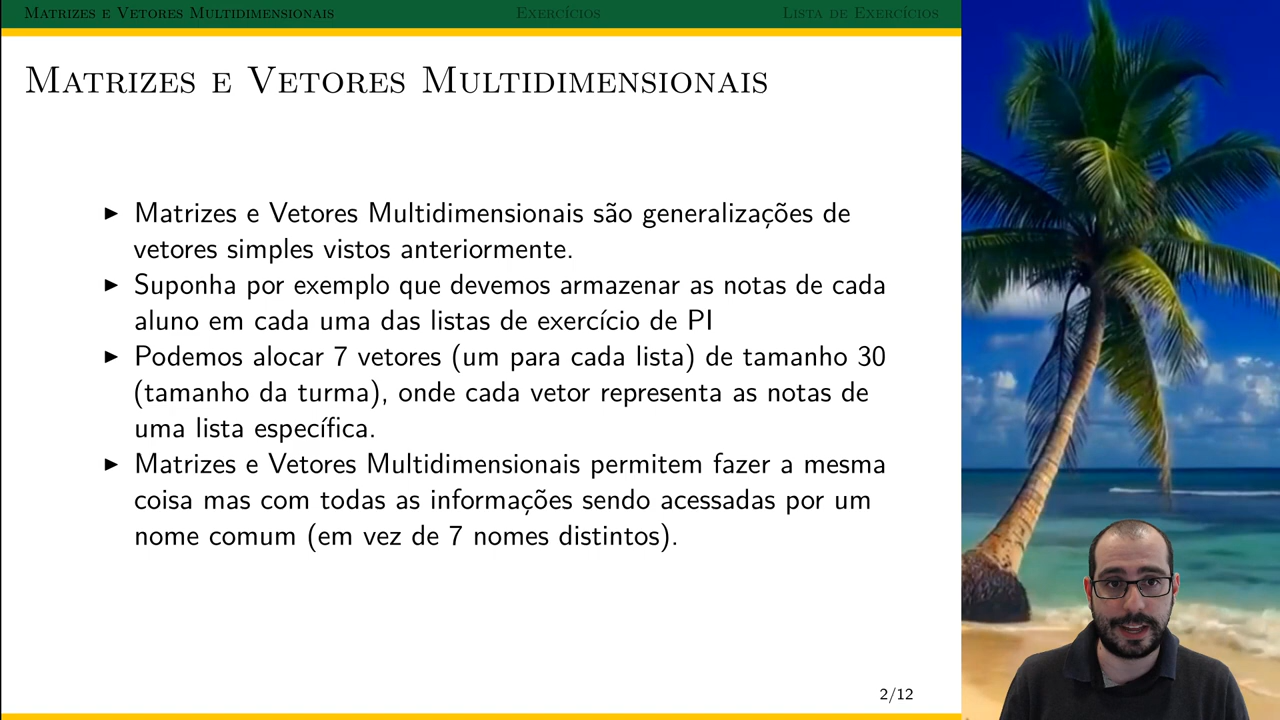 Matrizes e Vetores Multidimensionais
Exercícios
Lista de Exercícios
Matrizes e Vetores Multidimensionais
▶ Matrizes e Vetores Multidimensionais são generalizações de
vetores simples vistos anteriormente.
▶ Suponha por exemplo que devemos armazenar as notas de cada
aluno em cada uma das listas de exercício de PI
▶ Podemos alocar 7 vetores (um para cada lista) de tamanho 30
(tamanho da turma), onde cada vetor representa as notas de
uma lista específica.
▶ Matrizes e Vetores Multidimensionais permitem fazer a mesma
coisa mas com todas as informações sendo acessadas por um
nome comum (em vez de 7 nomes distintos).
2/12